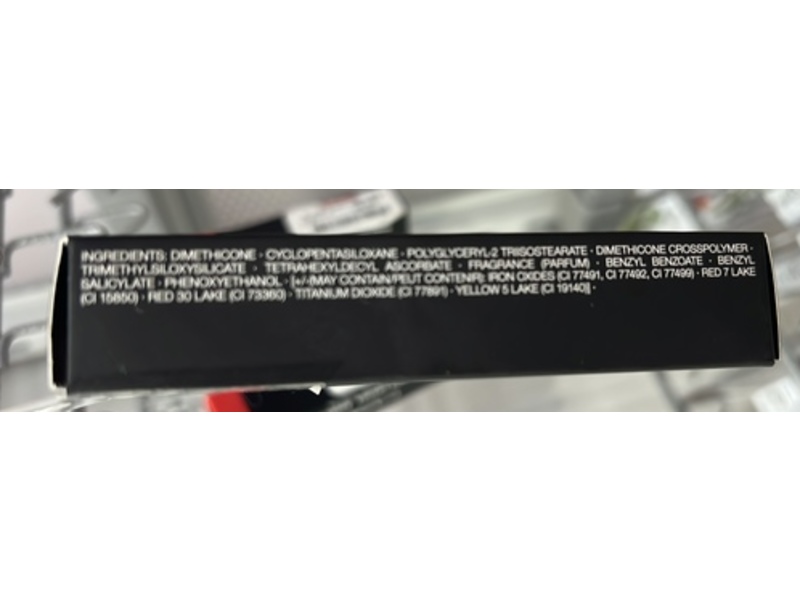 INGREDIENTS: DIMETHICONE · CYCLOPENTASILOXANE · POLYGLYCERYL-2 TRIISOSTEARATE · DIMETHICONE CROSSPOLYMER ·
TRIMETHYLSILOXYSILICATE · TETRAHEXYLDECYL ASCORBATE · FRAGRANCE (PARFUM) · BENZYL BENZOATE · BENZYL
SALICYLATE · PHENOXYETHANOL · [+/-(MAY CONTAIN/PEUT CONTENIR): IRON OXIDES (CI 77491, CI 77492, CI 77499) · RED 7 LAKE
(CI 15850) · RED 30 LAKE (CI 73360) · TITANIUM DIOXIDE (CI 77891) · YELLOW 5 LAKE (CI 19140)] ·